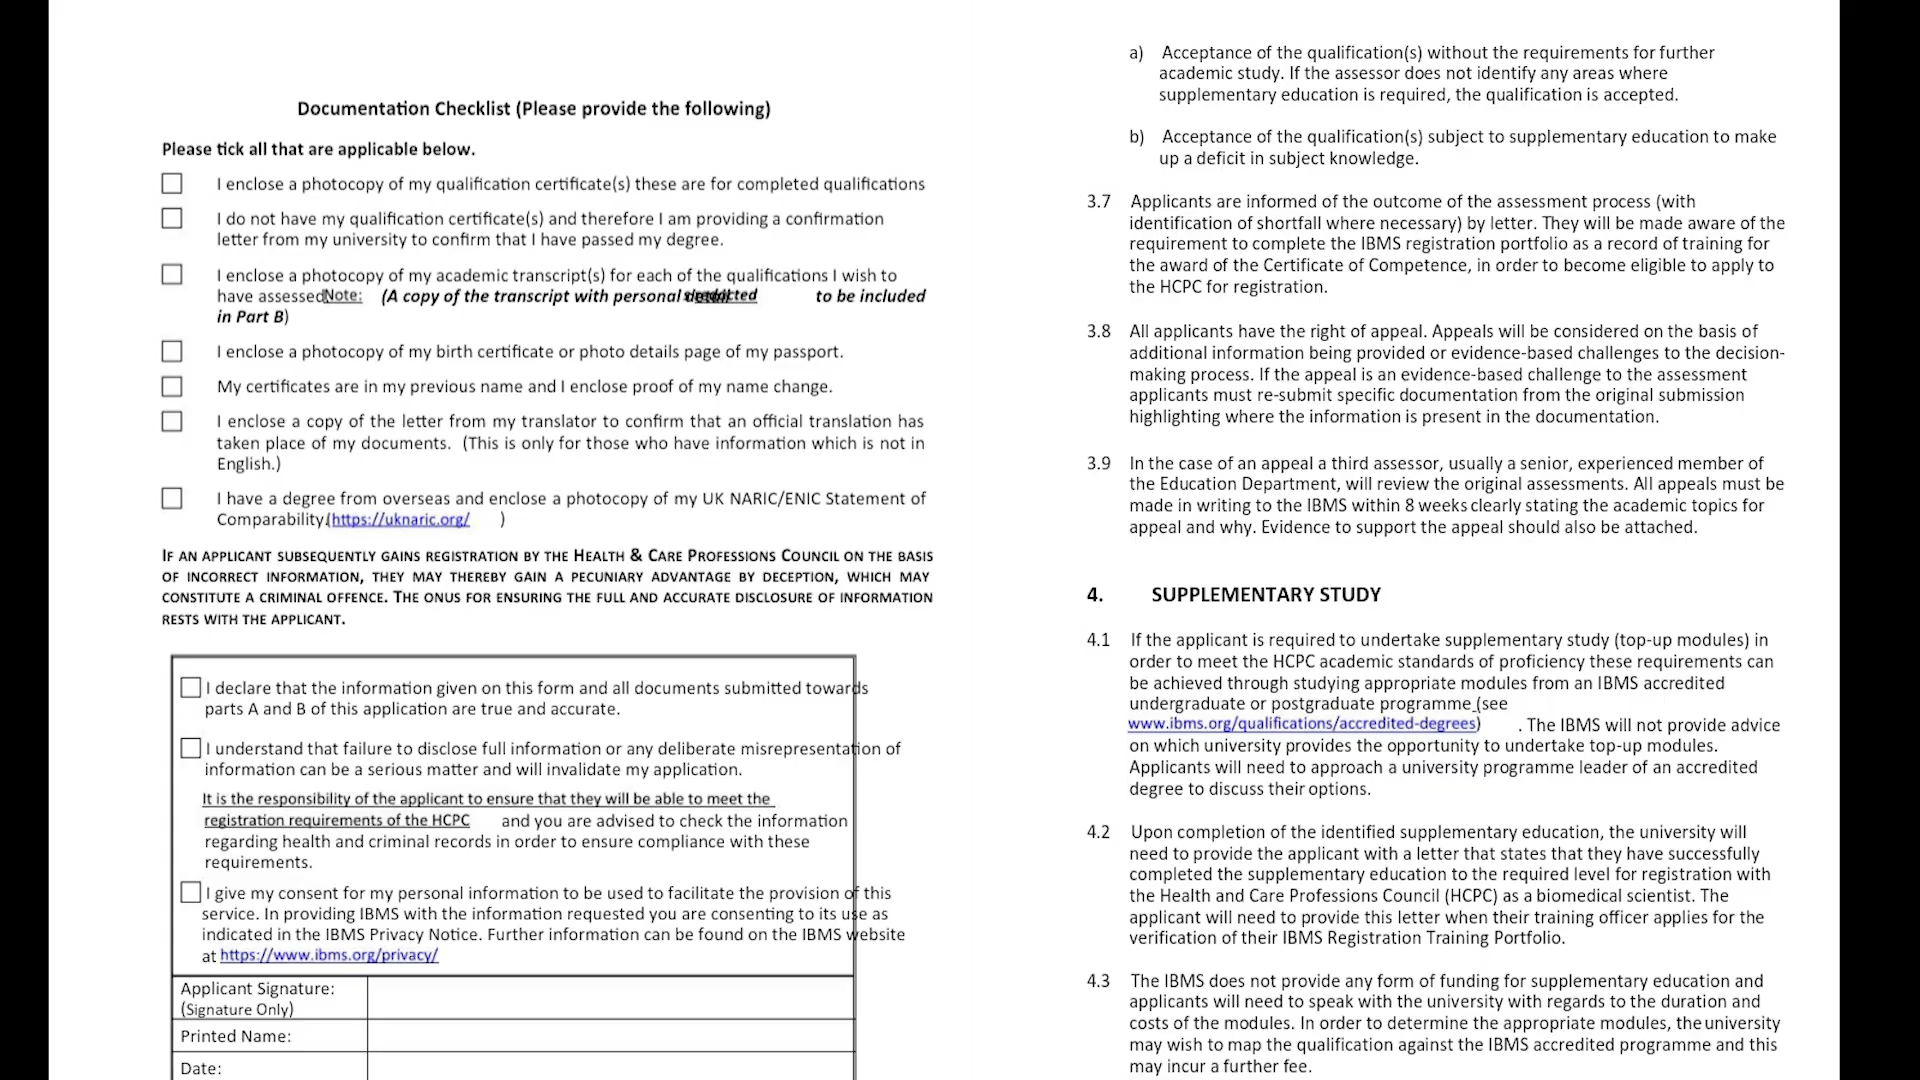 Documentation Checklist (Please provide the following)
Please tick all that are applicable below.
I enclose a photocopy of my qualification certificate(s) these are for completed qualifications
I do not have my qualification certificate(s) and therefore I am providing a confirmation
letter from my university to confirm that I have passed my degree.
I enclose a photocopy of my academic transcript(s) for each of the qualifications I wish to
have assessed Note: (A copy of the transcript with personal to be included
in Part B)
I enclose a photocopy of my birth certificate or photo details page of my passport.
My certificates are in my previous name and I enclose proof of my name change.
I enclose a copy of the letter from my translator to confirm that an official translation has
taken place of my documents. (This is only for those who have information which is not in
English.)
I have a degree from overseas and enclose a photocopy of my UK NARIC/ENIC Statement of
Comparability.(https://uknaric.org/ )
IF AN APPLICANT SUBSEQUENTLY GAINS REGISTRATION BY THE HEALTH & CARE PROFESSIONS COUNCIL ON THE BASIS
OF INCORRECT INFORMATION, THEY MAY THEREBY GAIN A PECUNIARY ADVANTAGE BY DECEPTION, WHICH MAY
CONSTITUTE A CRIMINAL OFFENCE. THE ONUS FOR ENSURING THE FULL AND ACCURATE DISCLOSURE OF INFORMATION
RESTS WITH THE APPLICANT.
I declare that the information given on this form and all documents submitted towards
parts A and B of this application are true and accurate.
I understand that failure to disclose full information or any deliberate misrepresentation of
information can be a serious matter and will invalidate my application.
It is the responsibility of the applicant to ensure that they will be able to meet the
registration requirements of the HCPC and you are advised to check the information
regarding health and criminal records in order to ensure compliance with these
requirements.
I give my consent for my personal information to be used to facilitate the provision of this
service. In providing IBMS with the information requested you are consenting to its use as
indicated in the IBMS Privacy Notice. Further information can be found on the IBMS website
at https://www.ibms.org/privacy/
Applicant Signature:
(Signature Only)
Printed Name:
Date:
a) Acceptance of the qualification(s) without the requirements for further
academic study. If the assessor does not identify any areas where
supplementary education is required, the qualification is accepted.
b) Acceptance of the qualification(s) subject to supplementary education to make
up a deficit in subject knowledge.
3.7 Applicants are informed of the outcome of the assessment process (with
identification of shortfall where necessary) by letter. They will be made aware of the
requirement to complete the IBMS registration portfolio as a record of training for
the award of the Certificate of Competence, in order to become eligible to apply to
the HCPC for registration.
3.8 All applicants have the right of appeal. Appeals will be considered on the basis of
additional information being provided or evidence-based challenges to the decision-
making process. If the appeal is an evidence-based challenge to the assessment
applicants must re-submit specific documentation from the original submission
highlighting where the information is present in the documentation.
3.9 In the case of an appeal a third assessor, usually a senior, experienced member of
the Education Department, will review the original assessments. All appeals must be
made in writing to the IBMS within 8 weeks clearly stating the academic topics for
appeal and why. Evidence to support the appeal should also be attached.
4. SUPPLEMENTARY STUDY
4.1 If the applicant is required to undertake supplementary study (top-up modules) in
order to meet the HCPC academic standards of proficiency these requirements can
be achieved through studying appropriate modules from an IBMS accredited
undergraduate or postgraduate programme (see
www.ibms.org/qualifications/accredited-degrees) . The IBMS will not provide advice
on which university provides the opportunity to undertake top-up modules.
Applicants will need to approach a university programme leader of an accredited
degree to discuss their options.
4.2 Upon completion of the identified supplementary education, the university will
need to provide the applicant with a letter that states that they have successfully
completed the supplementary education to the required level for registration with
the Health and Care Professions Council (HCPC) as a biomedical scientist. The
applicant will need to provide this letter when their training officer applies for the
verification of their IBMS Registration Training Portfolio.
4.3 The IBMS does not provide any form of funding for supplementary education and
applicants will need to speak with the university with regards to the duration and
costs of the modules. In order to determine the appropriate modules, the university
may wish to map the qualification against the IBMS accredited programme and this
may incur a further fee.